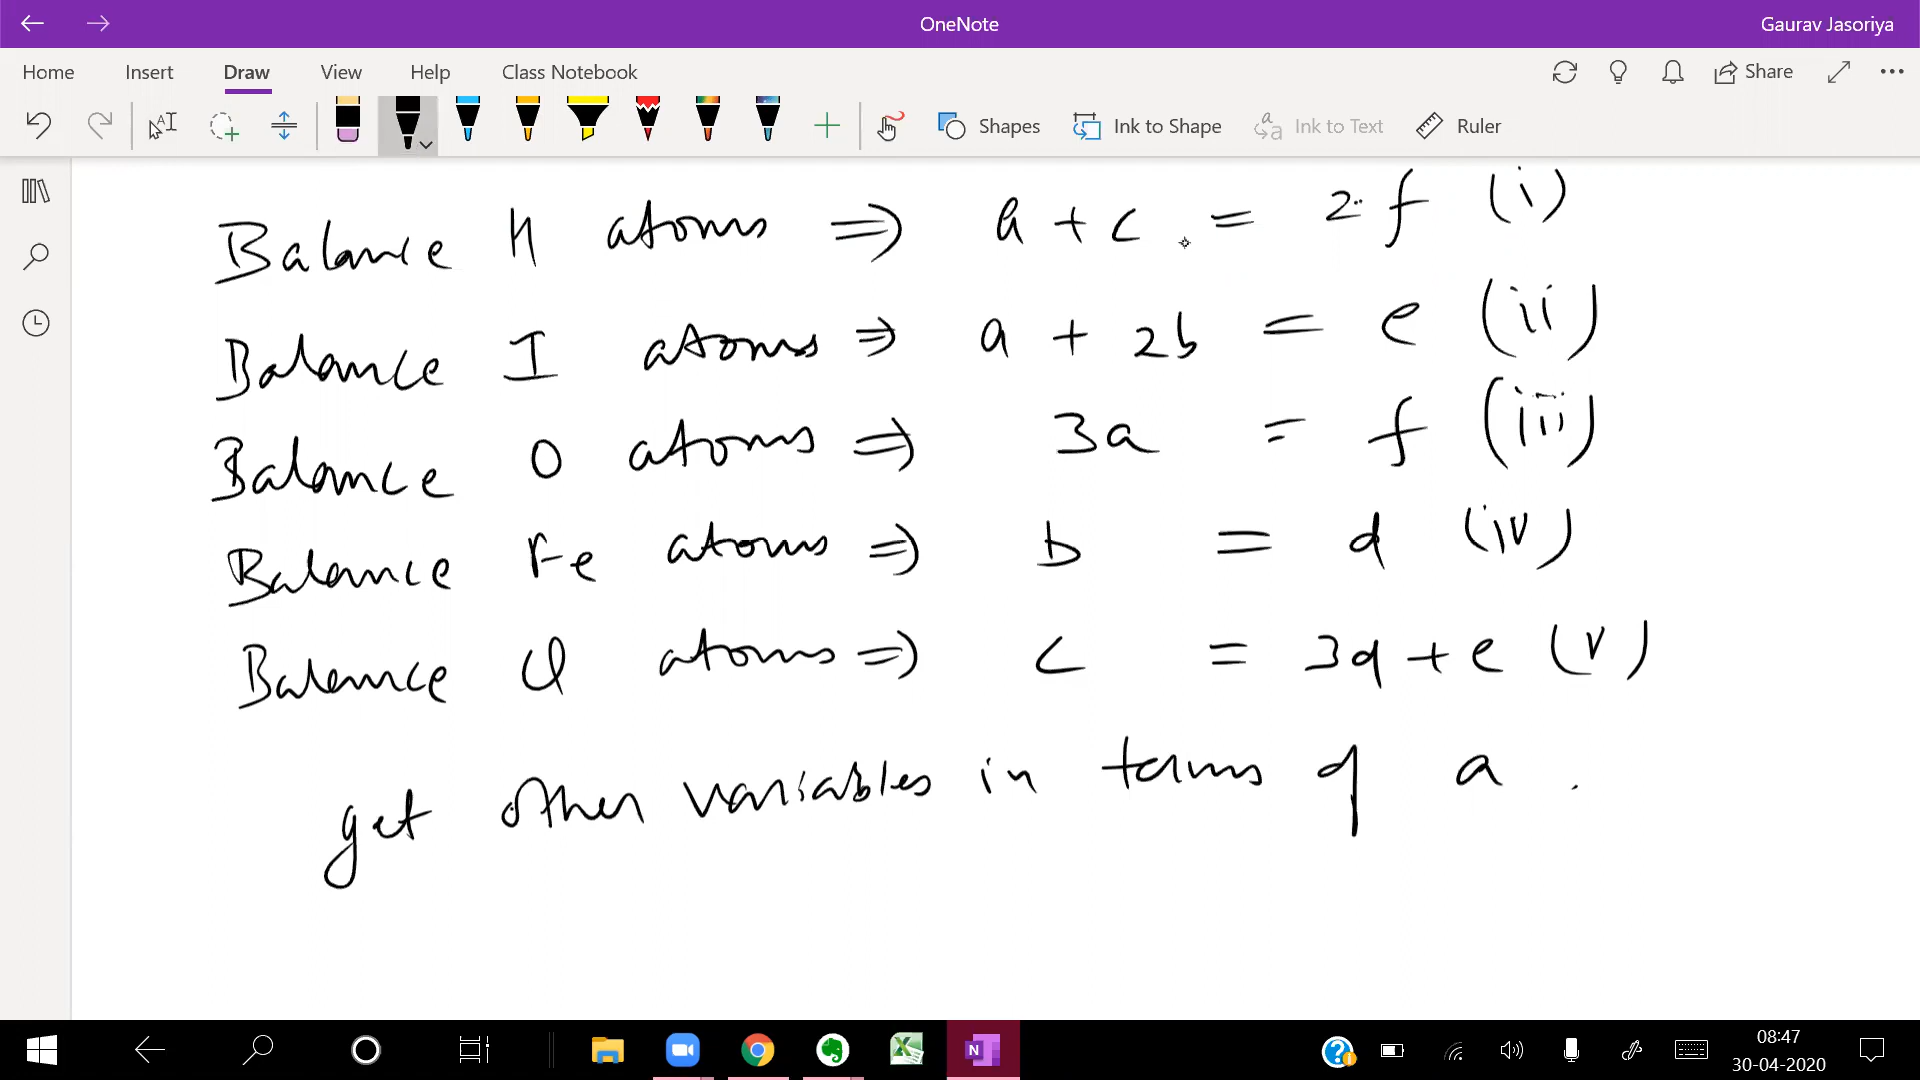 OneNote
Gaurav Jasoriya
Home Insert Draw View Help Class Notebook Share
Shapes Ink to Shape Ink to Text Ruler
Balance H atoms ⇒ a + c = 2f (i)
Balance I atoms ⇒ a + 2b = e (ii)
Balance O atoms ⇒ 3a = f (iii)
Balance Fe atoms ⇒ b = d (iv)
Balance Cl atoms ⇒ c = 3d + e (v)
get other variables in terms of a .
08:47
30-04-2020